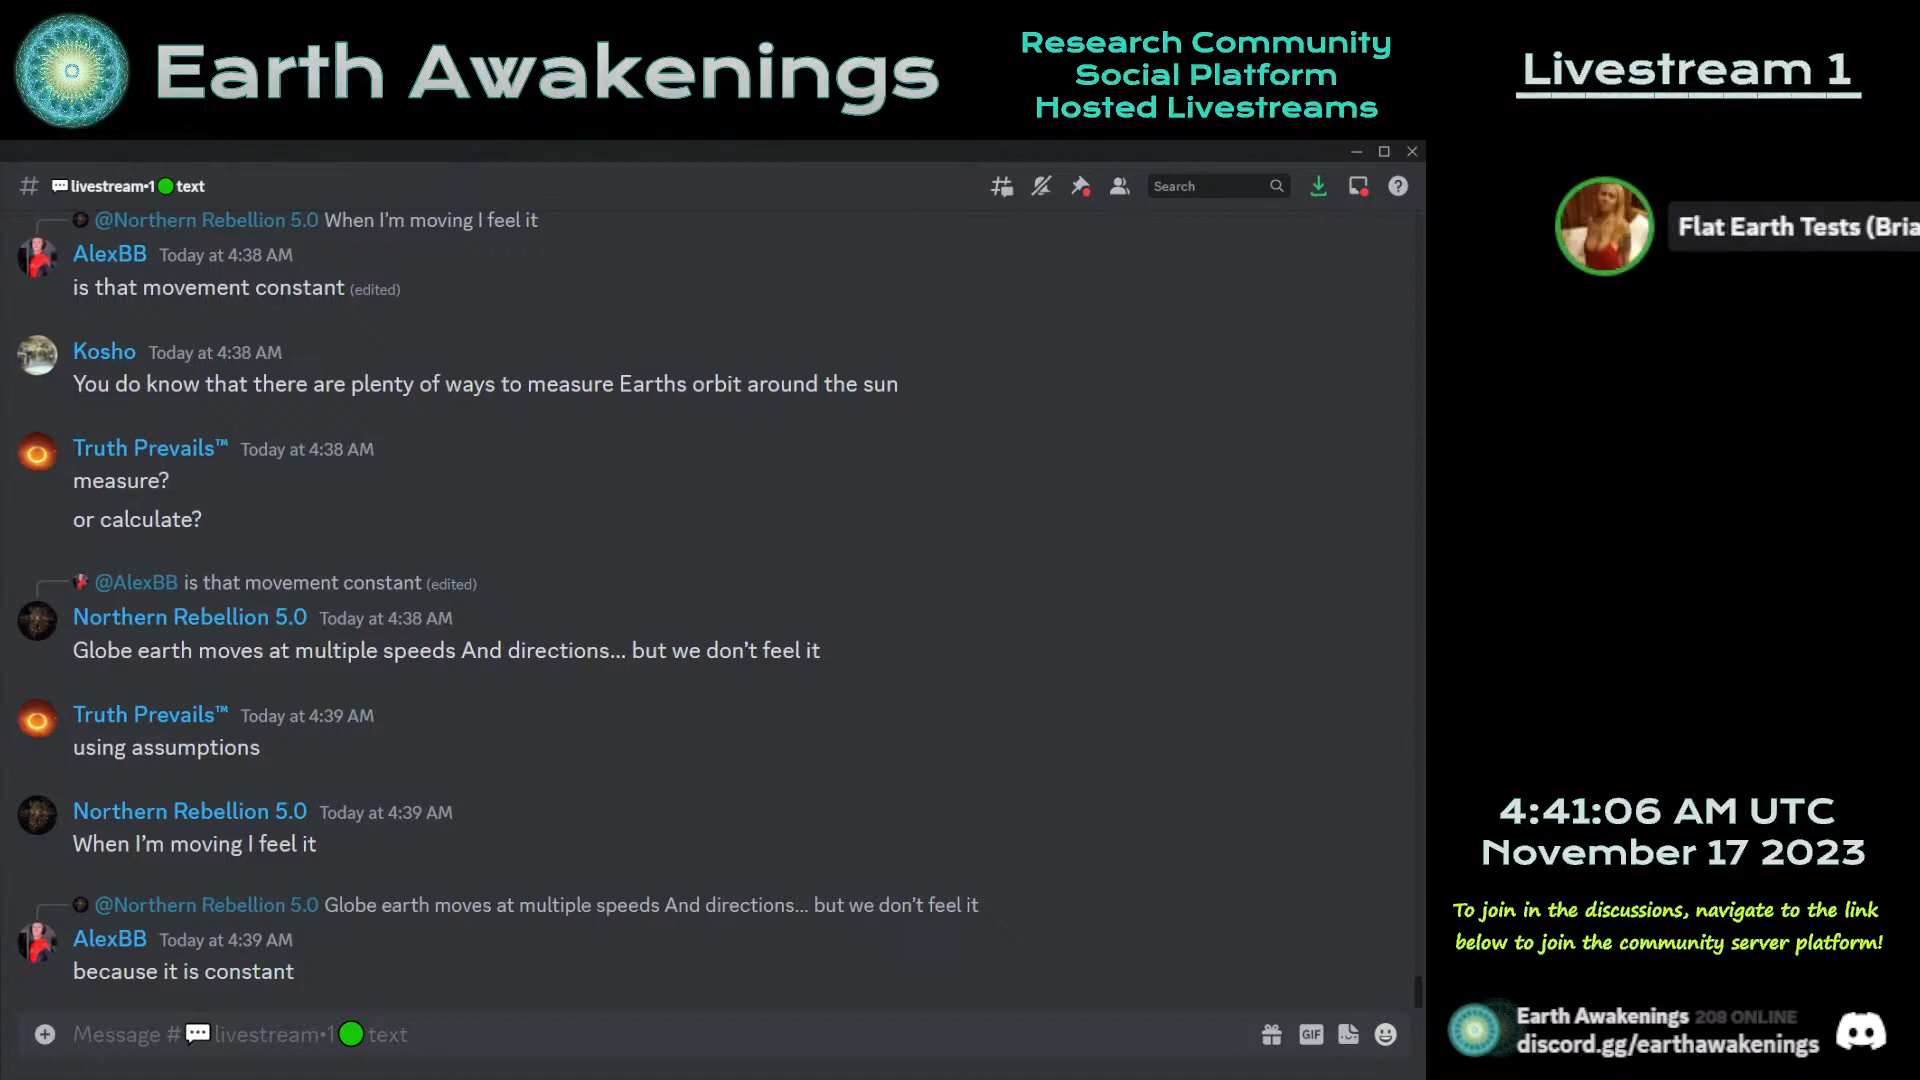 Earth Awakenings
Research Community
Social Platform
Hosted Livestreams
Livestream 1
# livestream•1 text
Search
@Northern Rebellion 5.0 When I'm moving I feel it
AlexBB Today at 4:38 AM
is that movement constant (edited)
Kosho Today at 4:38 AM
You do know that there are plenty of ways to measure Earths orbit around the sun
Truth Prevails™ Today at 4:38 AM
measure?
or calculate?
@AlexBB is that movement constant (edited)
Northern Rebellion 5.0 Today at 4:38 AM
Globe earth moves at multiple speeds And directions... but we don't feel it
Truth Prevails™ Today at 4:39 AM
using assumptions
Northern Rebellion 5.0 Today at 4:39 AM
When I'm moving I feel it
@Northern Rebellion 5.0 Globe earth moves at multiple speeds And directions... but we don't feel it
AlexBB Today at 4:39 AM
because it is constant
Message # livestream•1 text
GIF
Flat Earth Tests (Bria
4:41:06 AM UTC
November 17 2023
To join in the discussions, navigate to the link
below to join the community server platform!
Earth Awakenings 208 ONLINE
discord.gg/earthawakenings